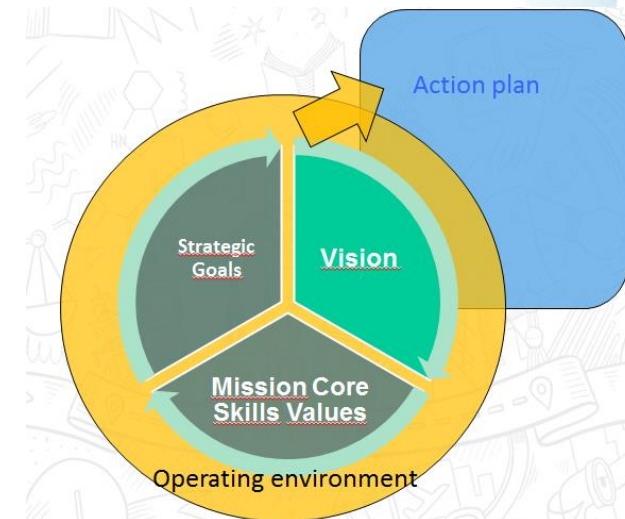 Action plan
Strategic
Goals
Vision
Mission Core
Skills Values
Operating environment